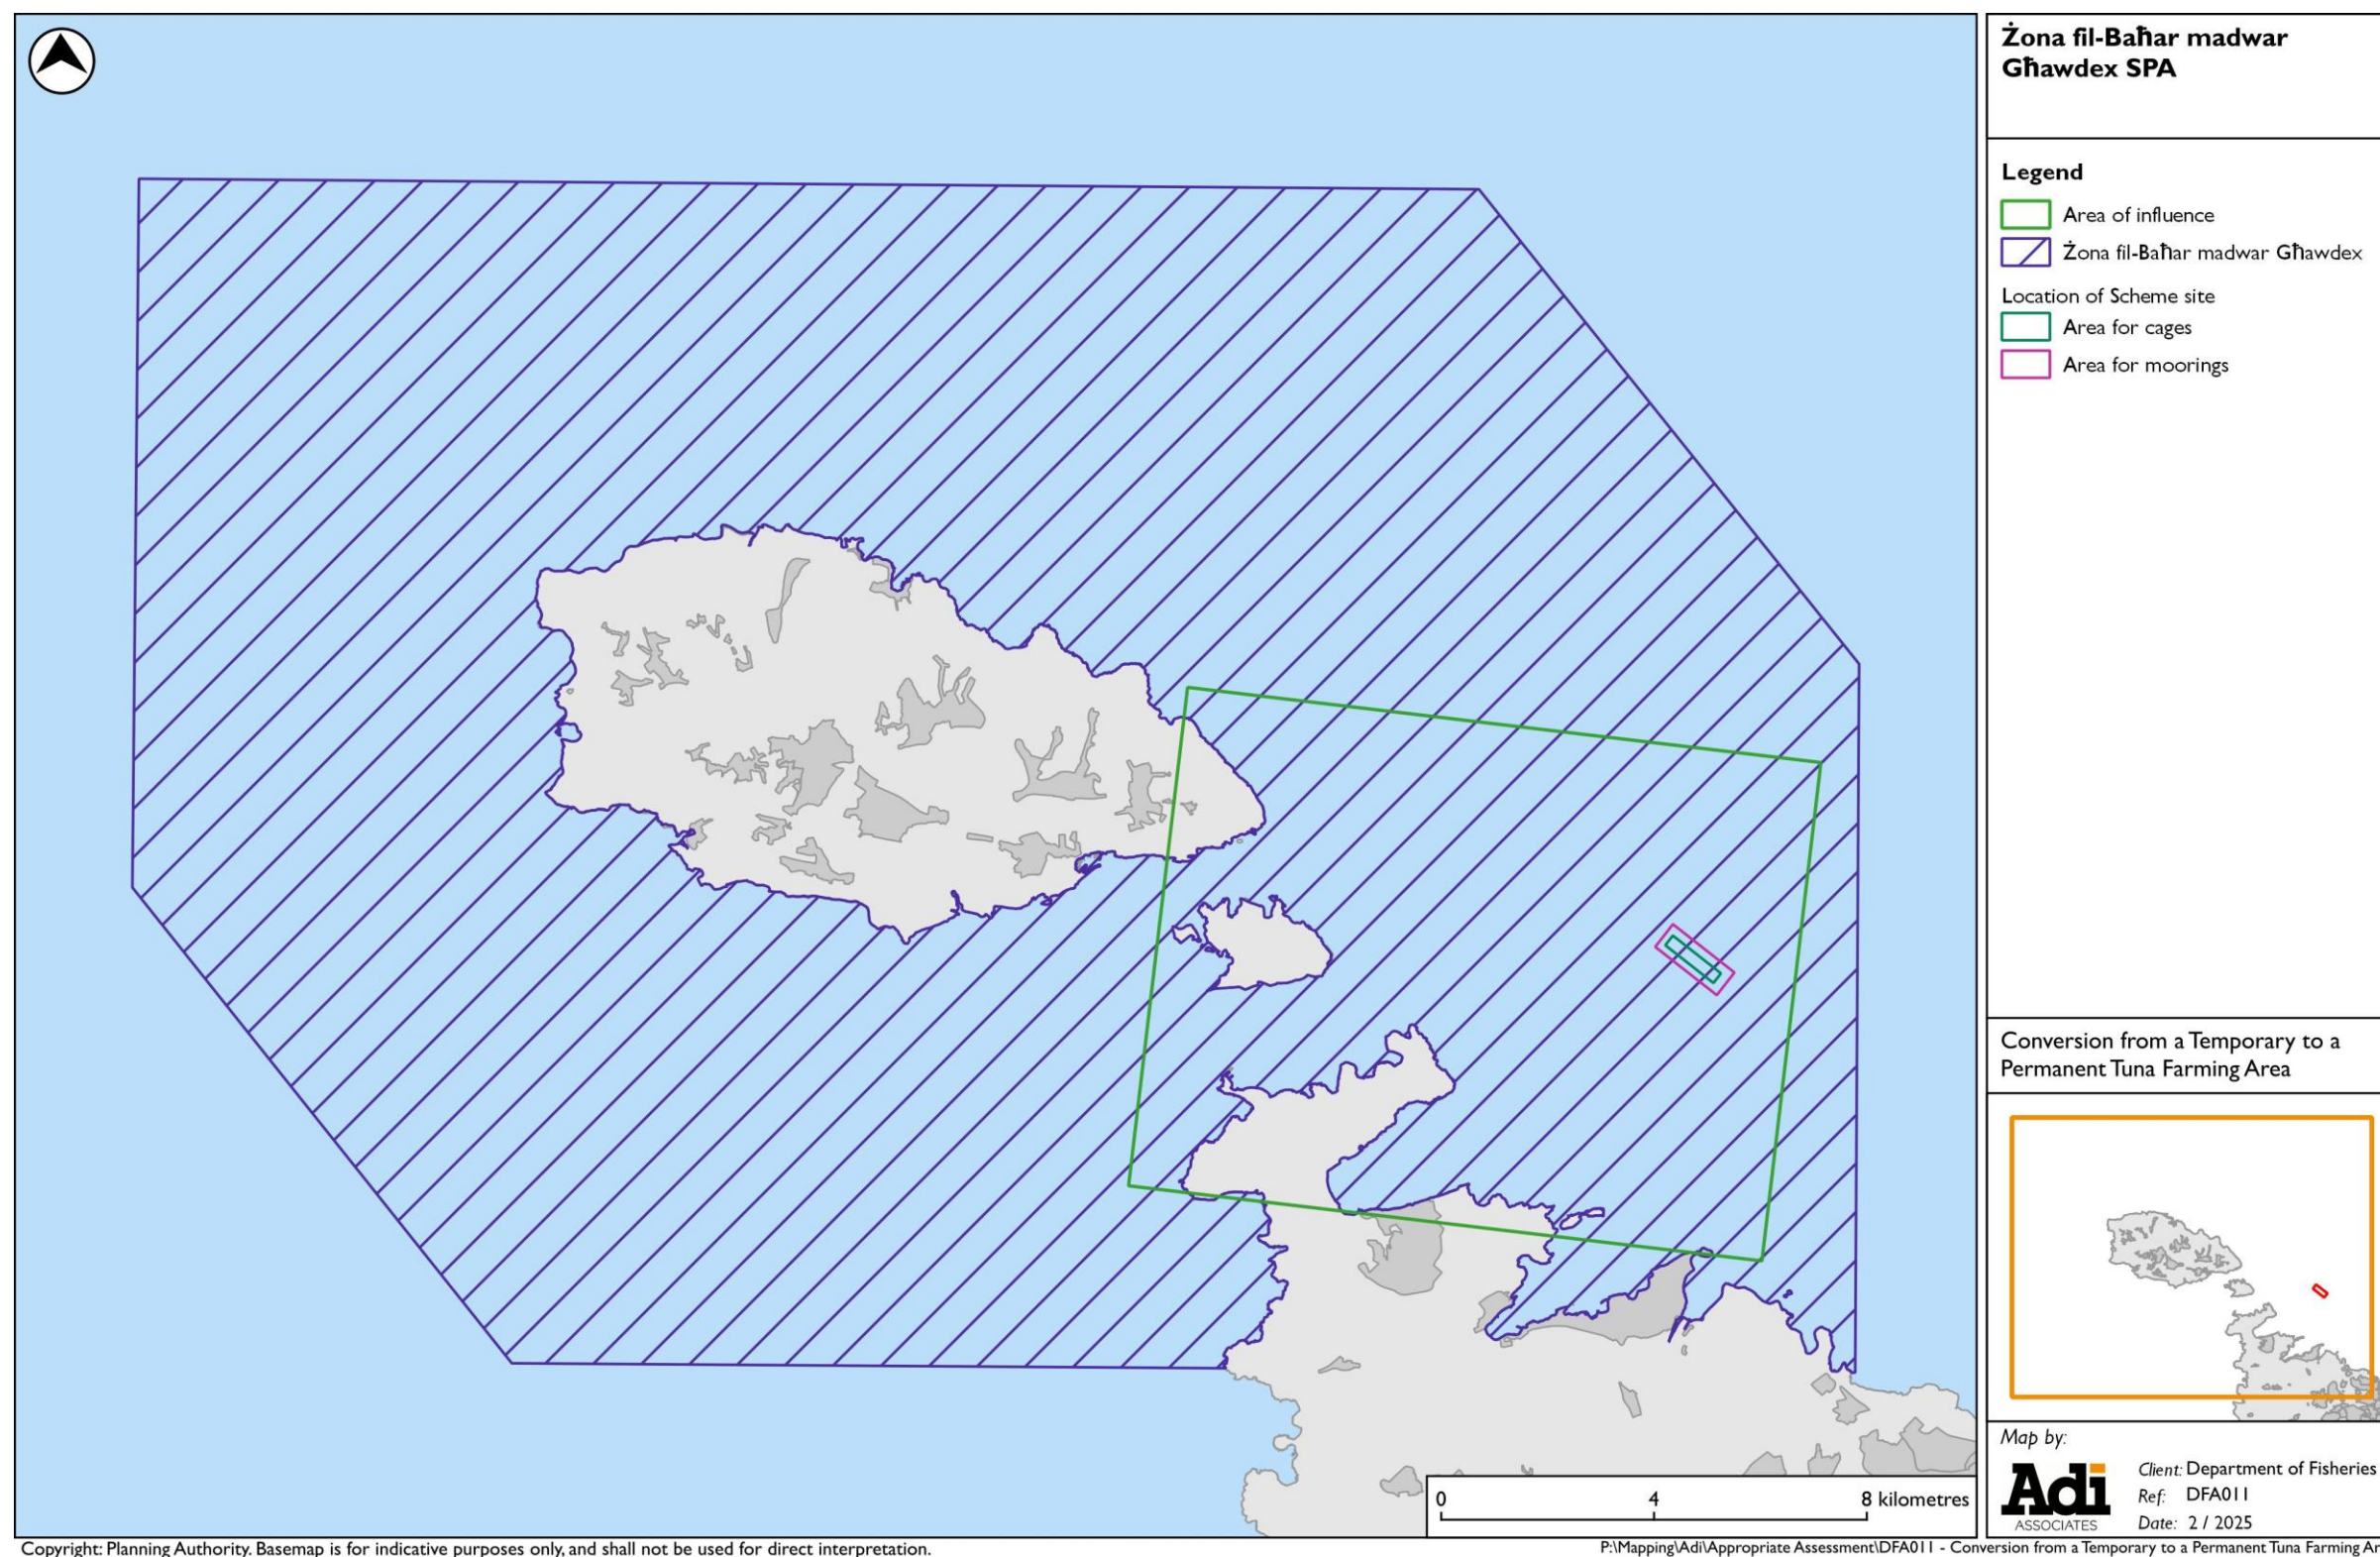 Żona fil-Baħar madwar
Għawdex SPA
Legend
Area of influence
Żona fil-Baħar madwar Għawdex
Location of Scheme site
Area for cages
Area for moorings
Conversion from a Temporary to a
Permanent Tuna Farming Area
Map by:
Adi
ASSOCIATES
Client: Department of Fisheries
Ref: DFA011
Date: 2 / 2025
0 4 8 kilometres
Copyright: Planning Authority. Basemap is for indicative purposes only, and shall not be used for direct interpretation.
P:\Mapping\Adi\Appropriate Assessment\DFA011 - Conversion from a Temporary to a Permanent Tuna Farming